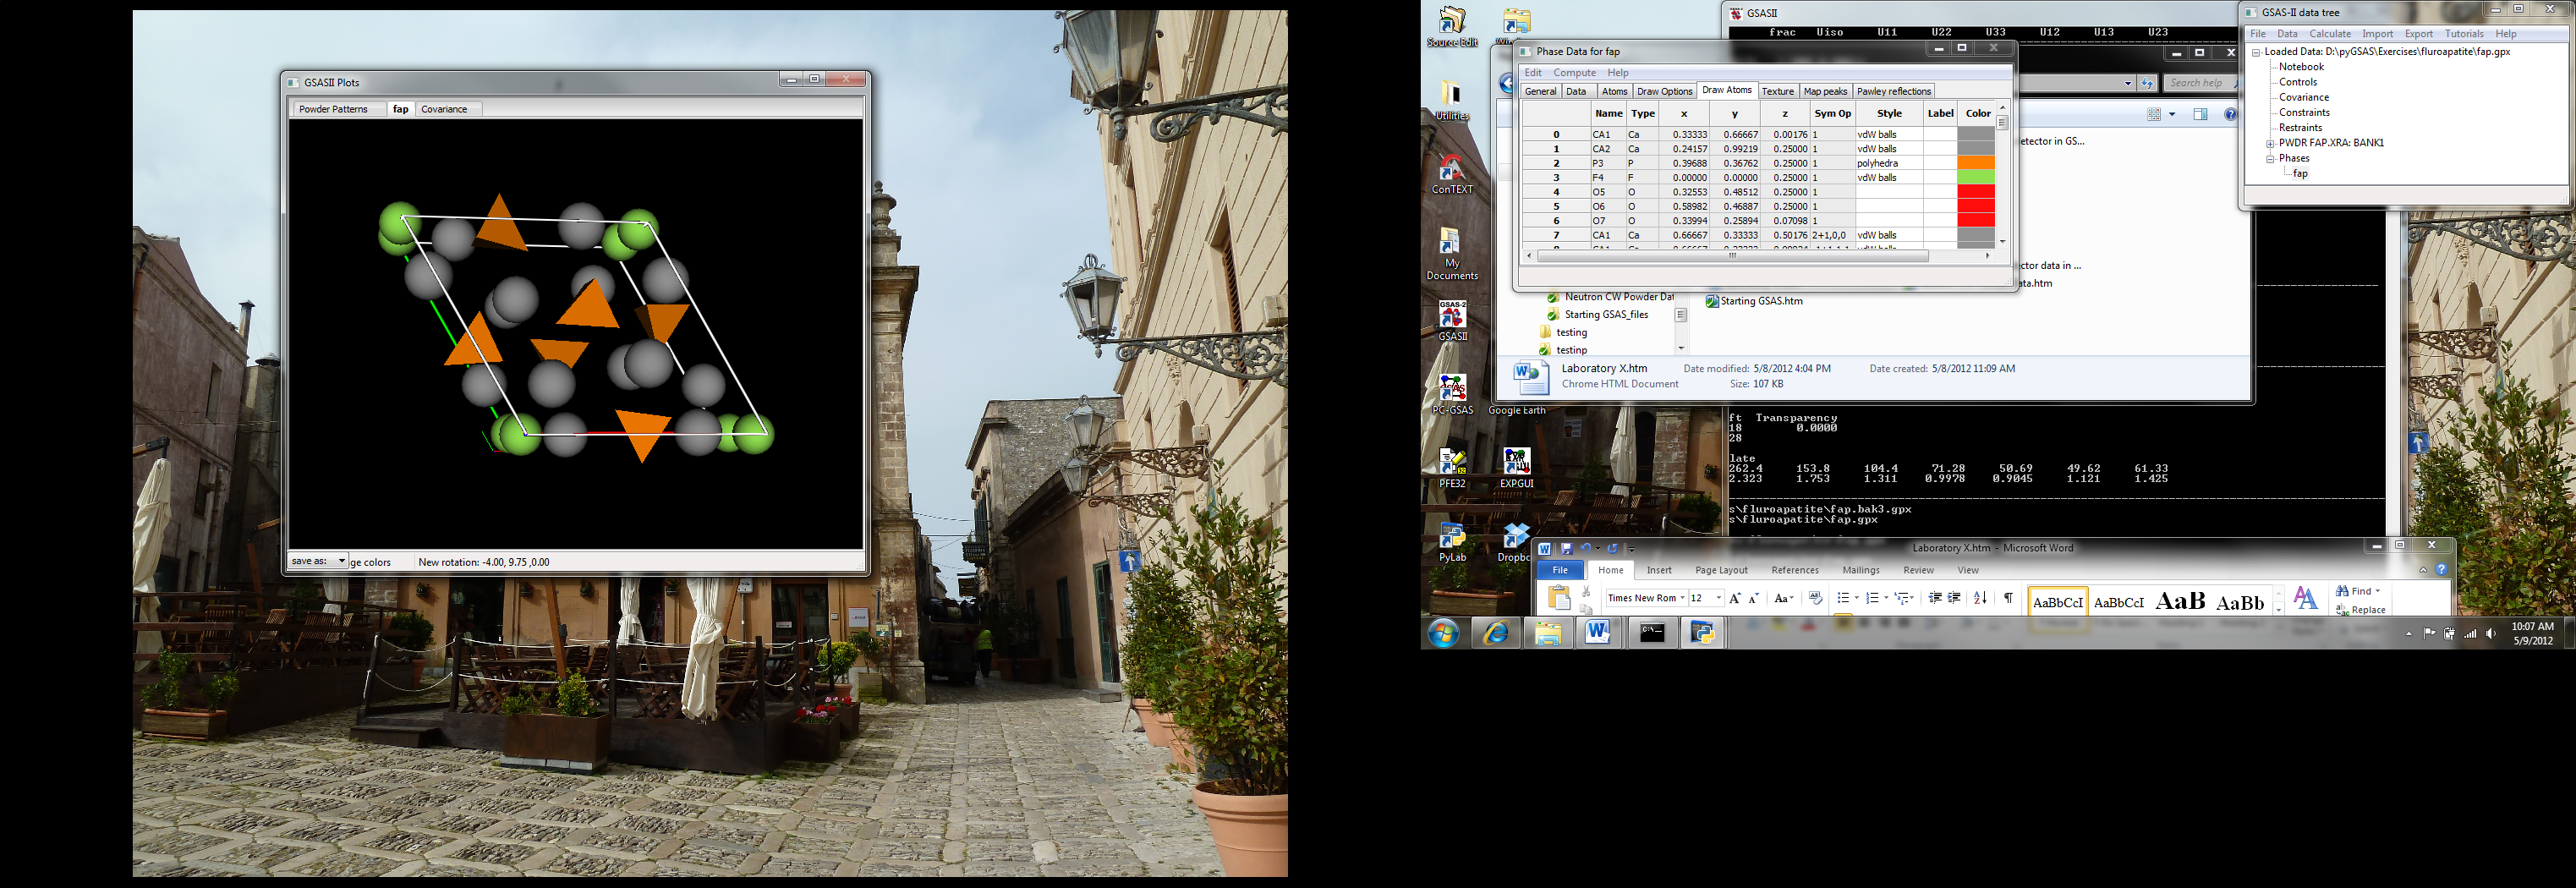 GSASII Plots
Powder Patterns fap Covariance
save as: ge colors New rotation: -4.00, 9.75 ,0.00
Source Edit
Utilities
ConTEXT
My Documents
GSAS-2
GSASII
PC-GSAS
Google Earth
PFE32
EXPGUI
PyLab
GSASII
frac Uiso U11 U22 U33 U12 U13 U23
Phase Data for fap
Edit Compute Help
General Data Atoms Draw Options Draw Atoms Texture Map peaks Pawley reflections
Name Type x y z Sym Op Style Label Color
0 CA1 Ca 0.33333 0.66667 0.00176 1 vdW balls
1 CA2 Ca 0.24157 0.99219 0.25000 1 vdW balls
2 P3 P 0.39688 0.36762 0.25000 1 polyhedra
3 F4 F 0.00000 0.00000 0.25000 1 vdW balls
4 O5 O 0.32553 0.48512 0.25000 1
5 O6 O 0.58982 0.46887 0.25000 1
6 O7 O 0.33994 0.25894 0.07098 1
7 CA1 Ca 0.66667 0.33333 0.50176 2+1,0,0 vdW balls
Search help
etector in GS...
ector data in ...
ata.htm
Neutron CW Powder Dat
Starting GSAS_files
testing
testinp
Starting GSAS.htm
Laboratory X.htm Date modified: 5/8/2012 4:04 PM Date created: 5/8/2012 11:09 AM
Chrome HTML Document Size: 107 KB
GSAS-II data tree
File Data Calculate Import Export Tutorials Help
Loaded Data: D:\pyGSAS\Exercises\fluroapatite\fap.gpx
Notebook
Controls
Covariance
Constraints
Restraints
PWDR FAP.XRA: BANK1
Phases
fap
ft Transparency
18 0.0000
28
late
262.4 153.8 104.4 71.28 50.69 49.62 61.33
2.323 1.753 1.311 0.9978 0.9045 1.121 1.425
s\fluroapatite\fap.bak3.gpx
s\fluroapatite\fap.gpx
Laboratory X.htm - Microsoft Word
File Home Insert Page Layout References Mailings Review View
Times New Rom 12 Aa
AaBbCcI AaBbCcI AaB AaBb
Find
Replace
10:07 AM
5/9/2012